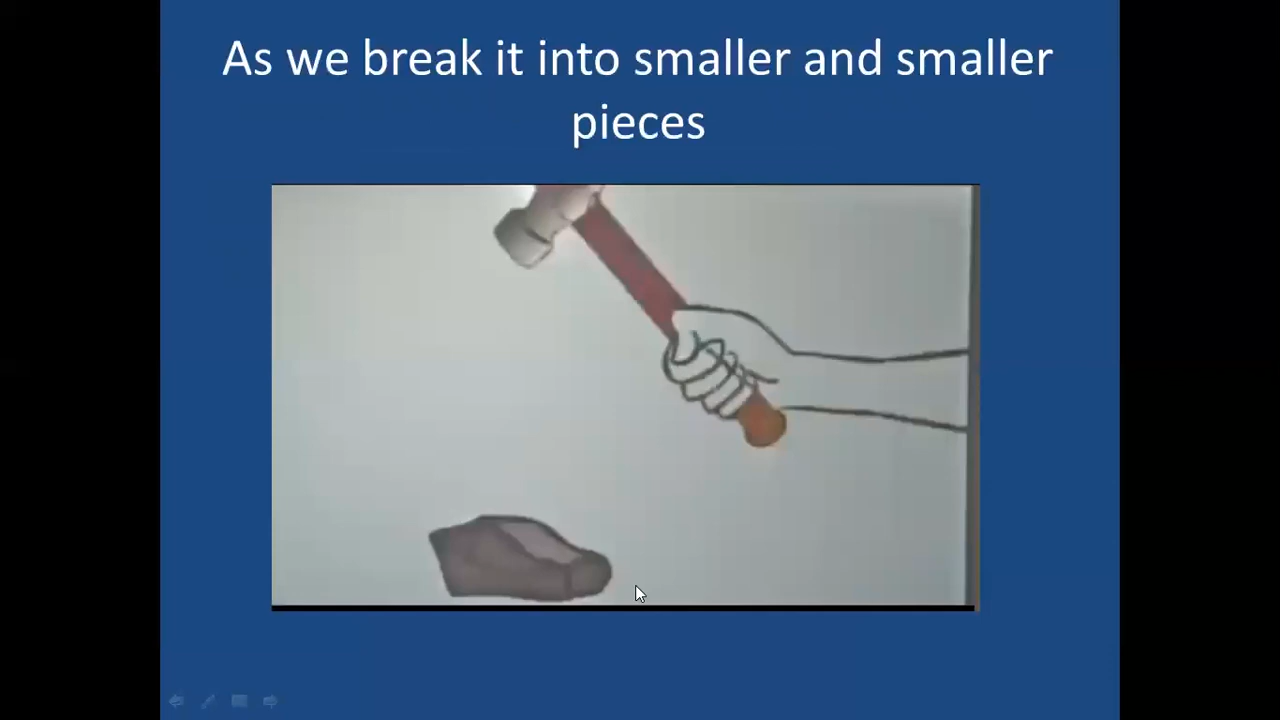 As we break it into smaller and smaller
pieces